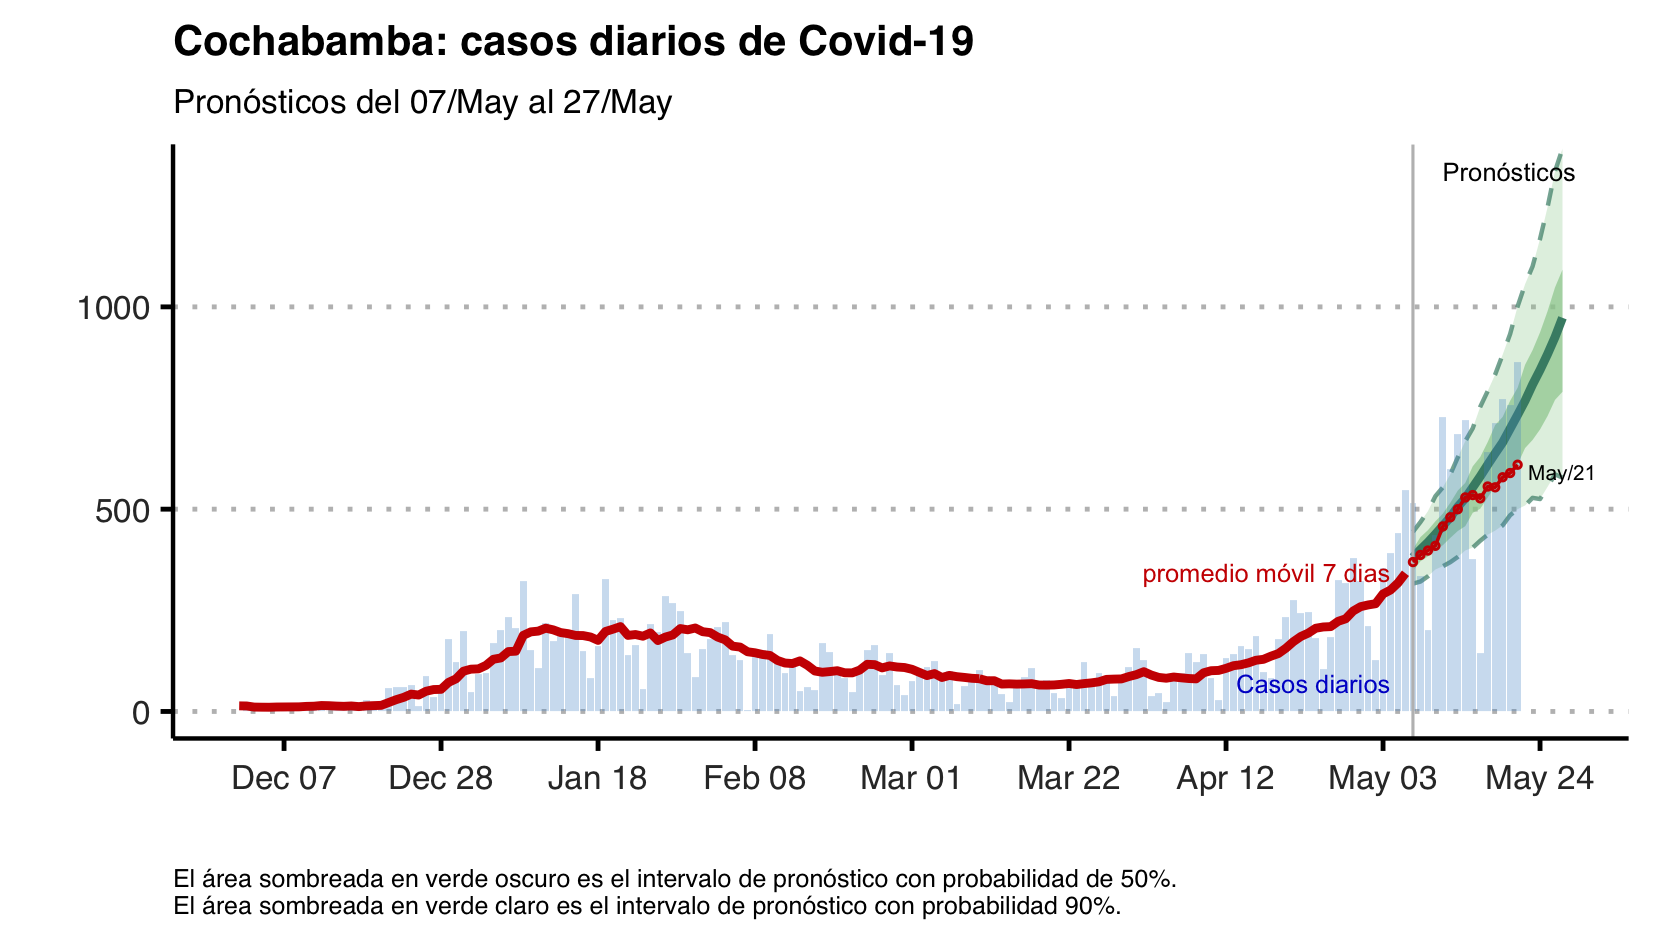 Cochabamba: casos diarios de Covid-19
Pronósticos del 07/May al 27/May
Pronósticos
1000
500
0
May/21
promedio móvil 7 dias
Casos diarios
Dec 07 Dec 28 Jan 18 Feb 08 Mar 01 Mar 22 Apr 12 May 03 May 24
El área sombreada en verde oscuro es el intervalo de pronóstico con probabilidad de 50%.
El área sombreada en verde claro es el intervalo de pronóstico con probabilidad 90%.